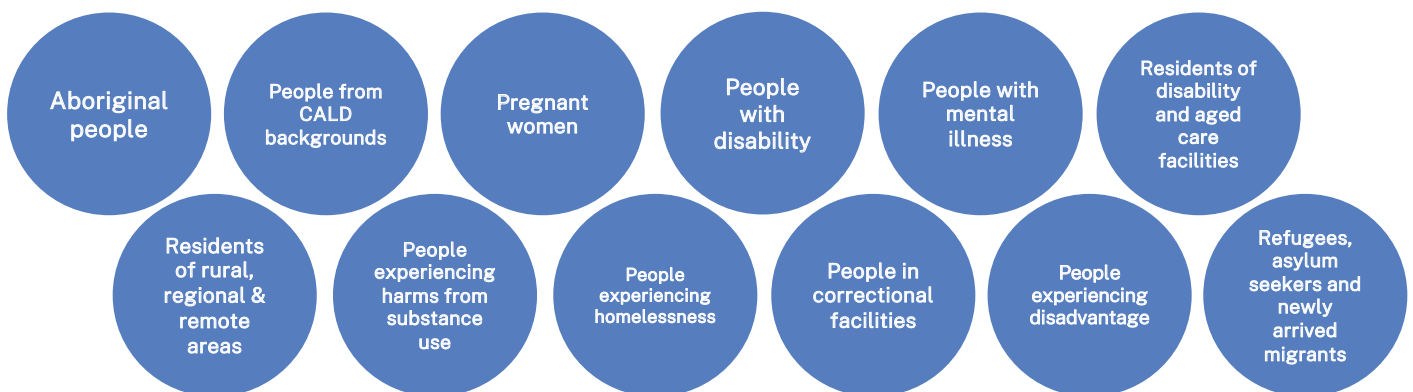 Aboriginal
people
People from
CALD
backgrounds
Pregnant
women
People
with
disability
People with
mental
illness
Residents of
disability
and aged
care
facilities
Residents
of rural,
regional &
remote
areas
People
experiencing
harms from
substance
use
People
experiencing
homelessness
People in
correctional
facilities
People
experiencing
disadvantage
Refugees,
asylum
seekers and
newly
arrived
migrants